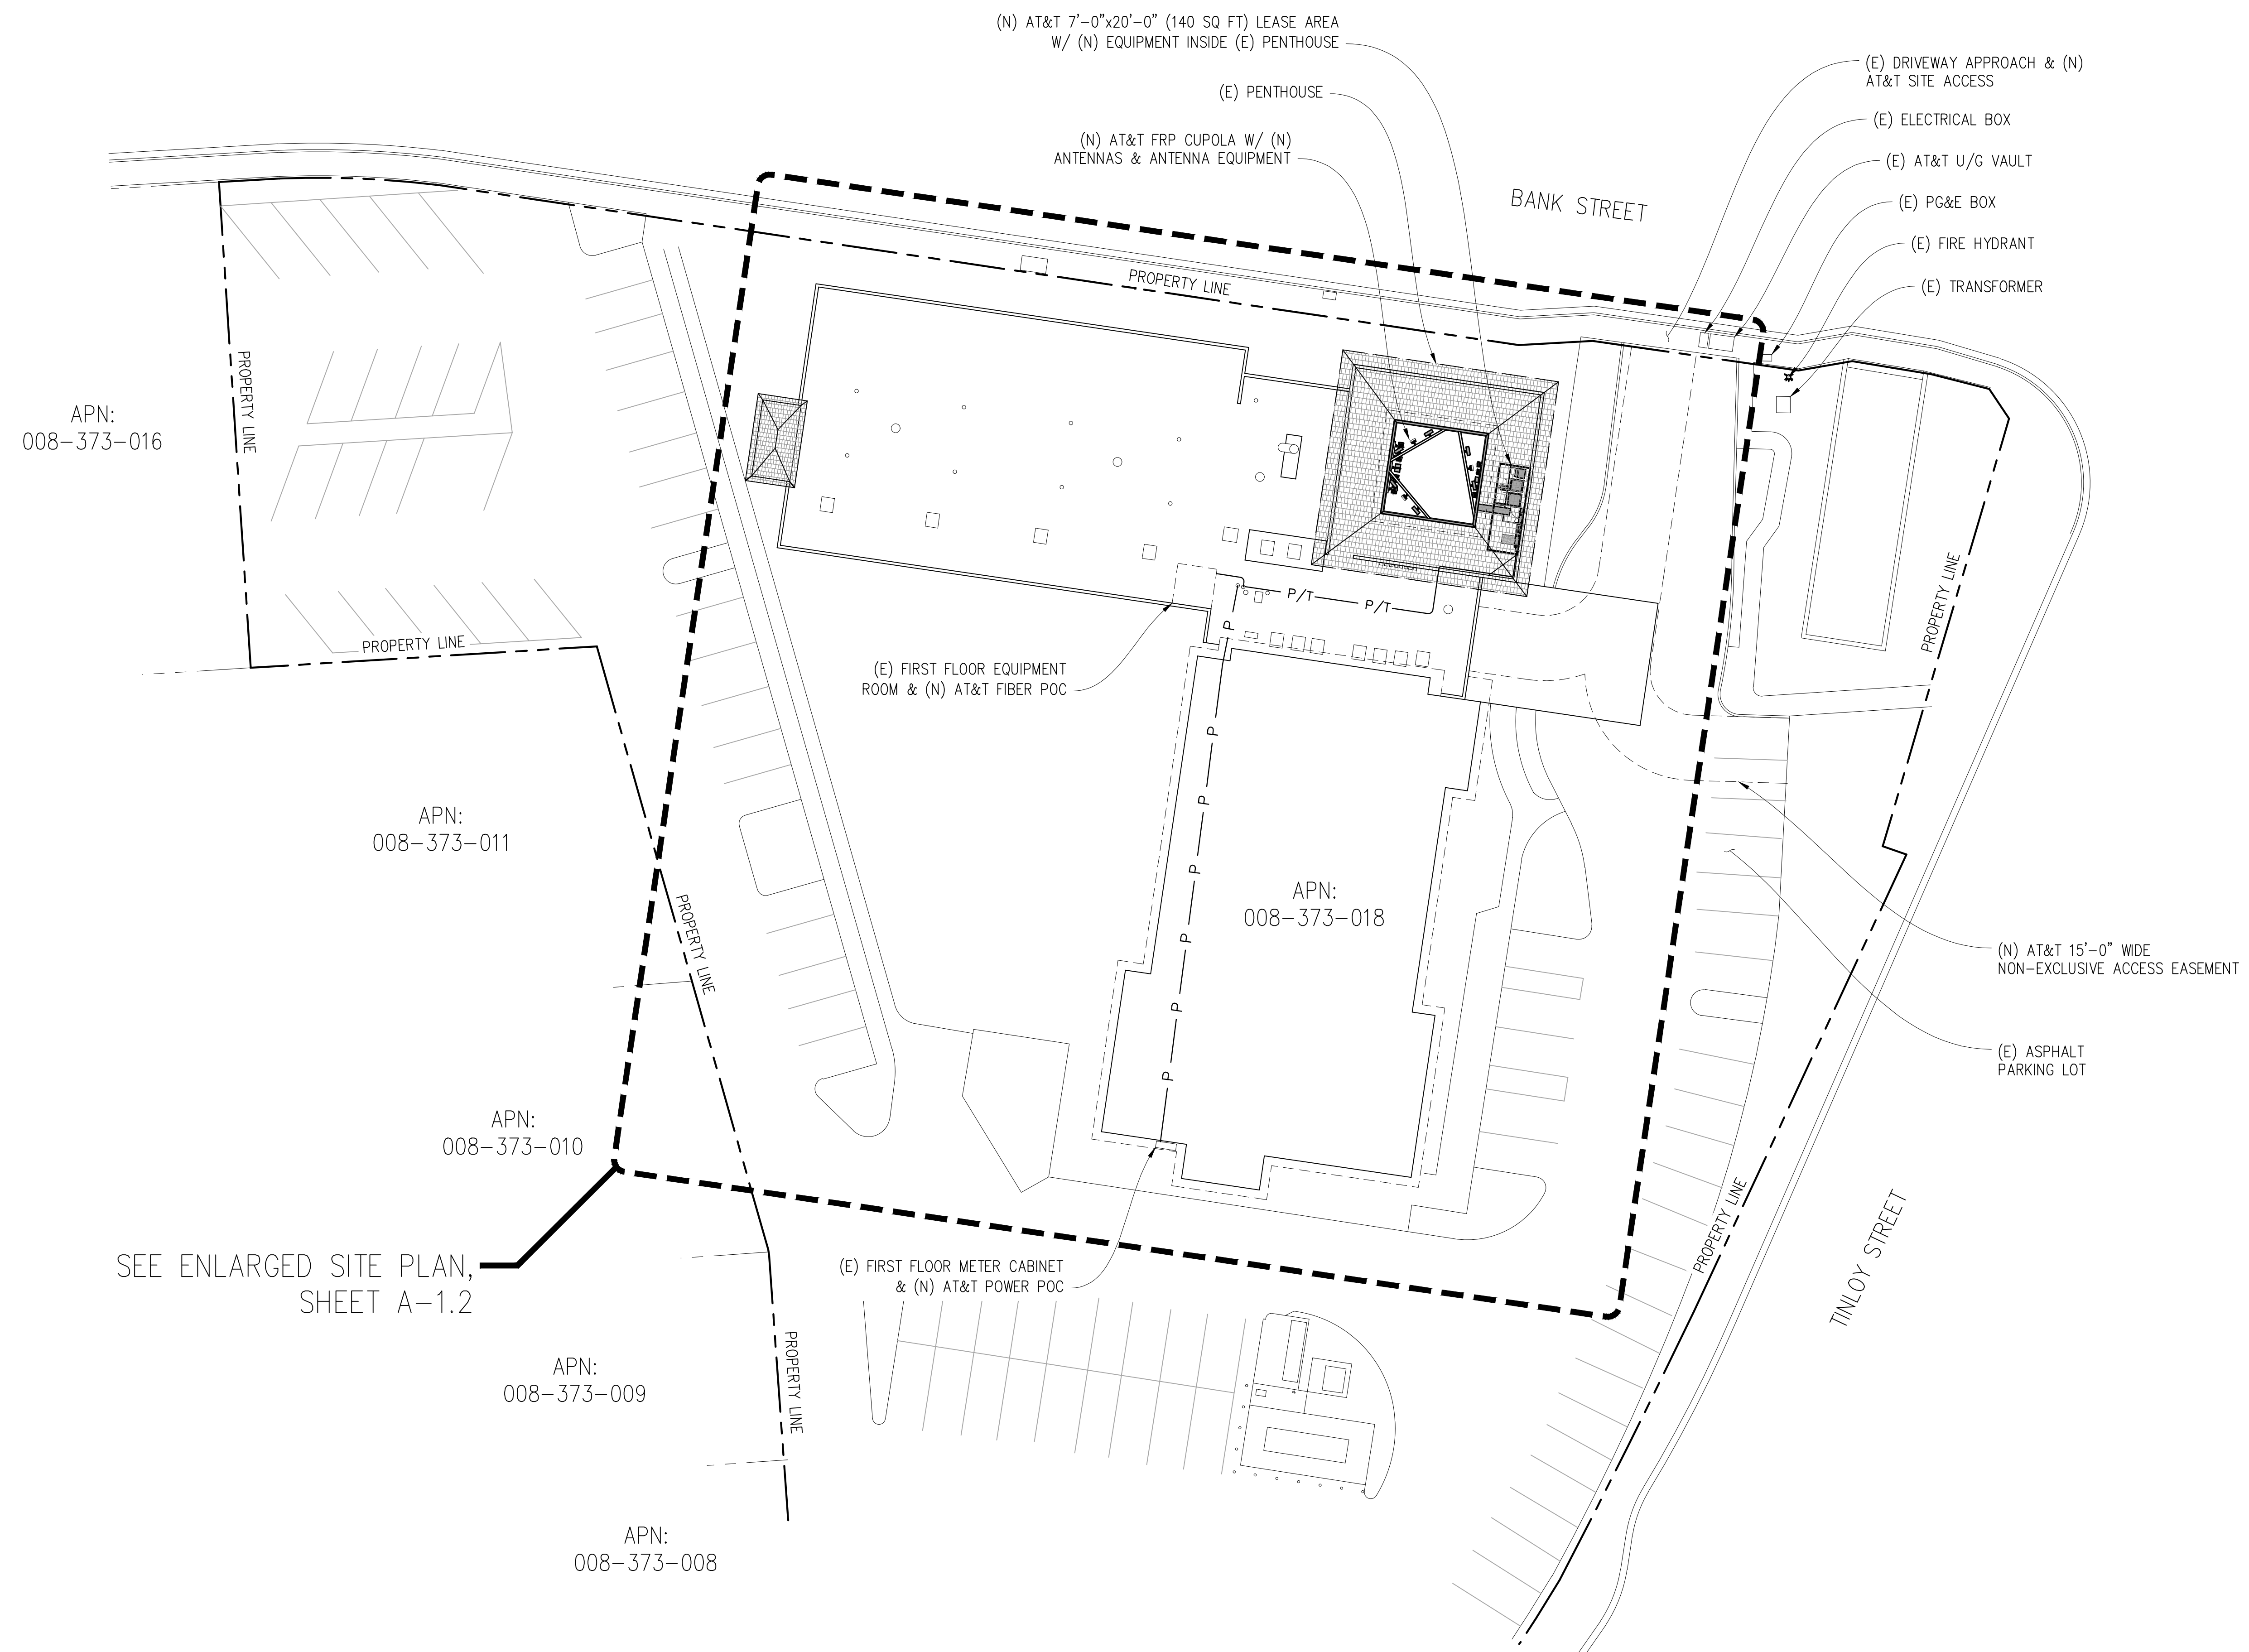 (N) AT&T 7'-0"x20'-0" (140 SQ FT) LEASE AREA
W/ (N) EQUIPMENT INSIDE (E) PENTHOUSE
(E) PENTHOUSE
(N) AT&T FRP CUPOLA W/ (N)
ANTENNAS & ANTENNA EQUIPMENT
(E) DRIVEWAY APPROACH & (N)
AT&T SITE ACCESS
(E) ELECTRICAL BOX
(E) AT&T U/G VAULT
(E) PG&E BOX
(E) FIRE HYDRANT
(E) TRANSFORMER
BANK STREET
PROPERTY LINE
PROPERTY LINE
APN:
008-373-016
PROPERTY LINE
PROPERTY LINE
P/T
P/T
P
(E) FIRST FLOOR EQUIPMENT
ROOM & (N) AT&T FIBER POC
P
P
P
P
P
P
APN:
008-373-011
APN:
008-373-018
PROPERTY LINE
(N) AT&T 15'-0" WIDE
NON-EXCLUSIVE ACCESS EASEMENT
(E) ASPHALT
PARKING LOT
APN:
008-373-010
SEE ENLARGED SITE PLAN,
SHEET A-1.2
(E) FIRST FLOOR METER CABINET
& (N) AT&T POWER POC
PROPERTY LINE
TINLOY STREET
APN:
008-373-009
PROPERTY LINE
APN:
008-373-008